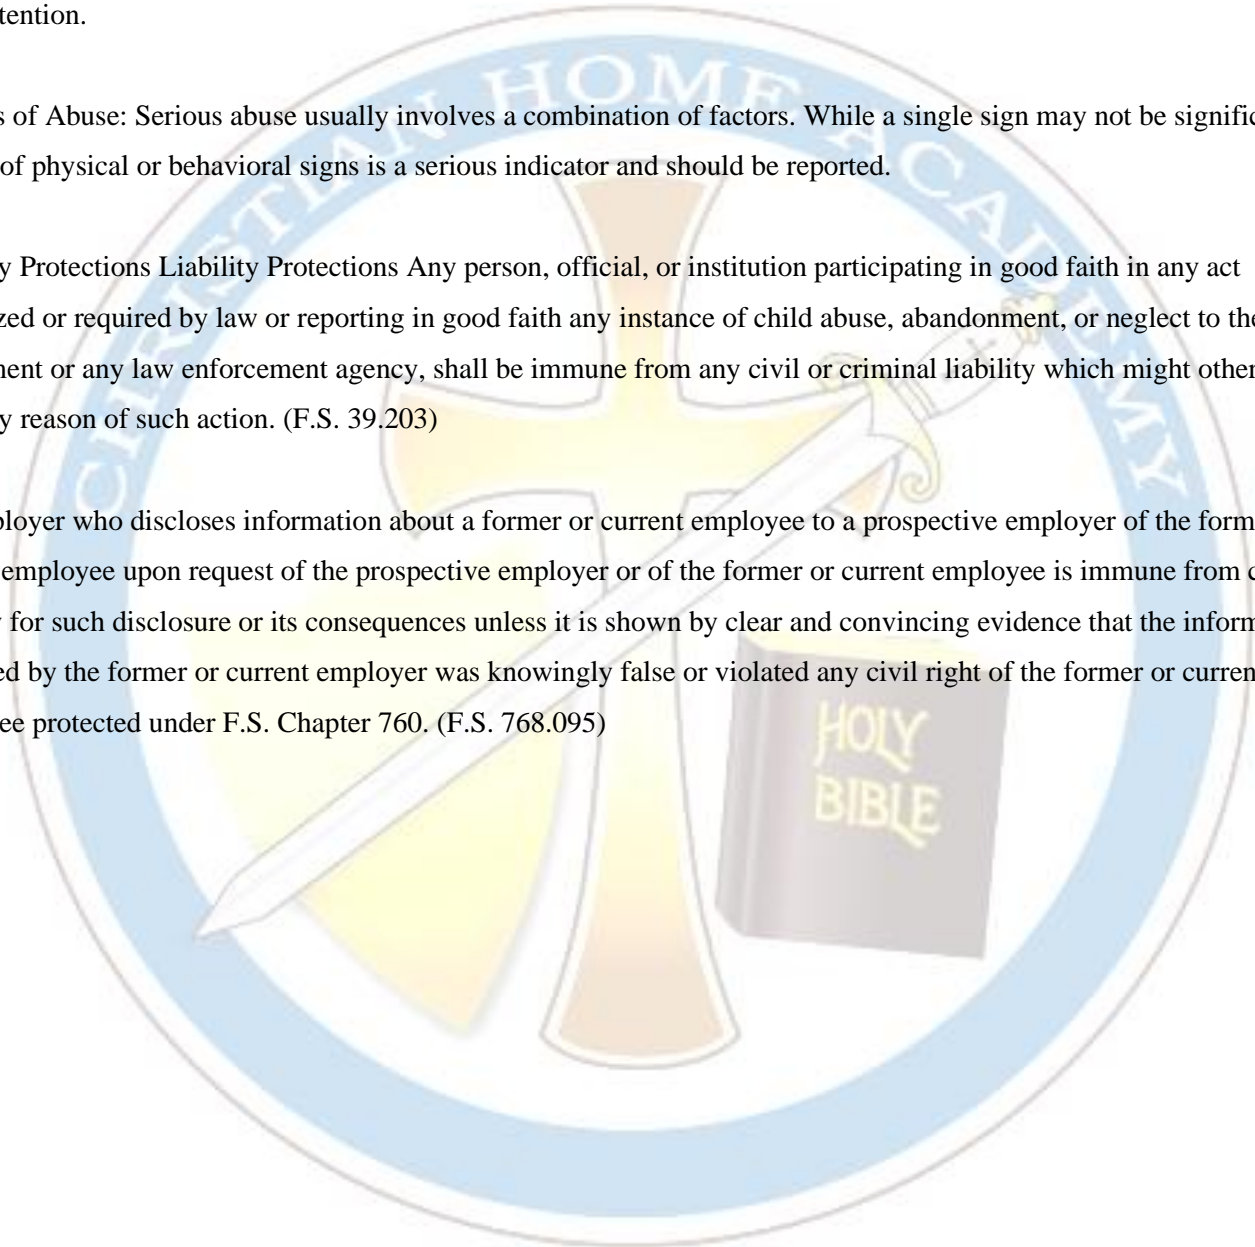 tention.
s of Abuse: Serious abuse usually involves a combination of factors. While a single sign may not be signific
of physical or behavioral signs is a serious indicator and should be reported.
y Protections Liability Protections Any person, official, or institution participating in good faith in any act
zed or required by law or reporting in good faith any instance of child abuse, abandonment, or neglect to the
nent or any law enforcement agency, shall be immune from any civil or criminal liability which might other
y reason of such action. (F.S. 39.203)
ployer who discloses information about a former or current employee to a prospective employer of the form
employee upon request of the prospective employer or of the former or current employee is immune from c
y for such disclosure or its consequences unless it is shown by clear and convincing evidence that the inform
ed by the former or current employer was knowingly false or violated any civil right of the former or current
ee protected under F.S. Chapter 760. (F.S. 768.095)
CHRISTIAN HOME ACADEMY
HOLY
BIBLE